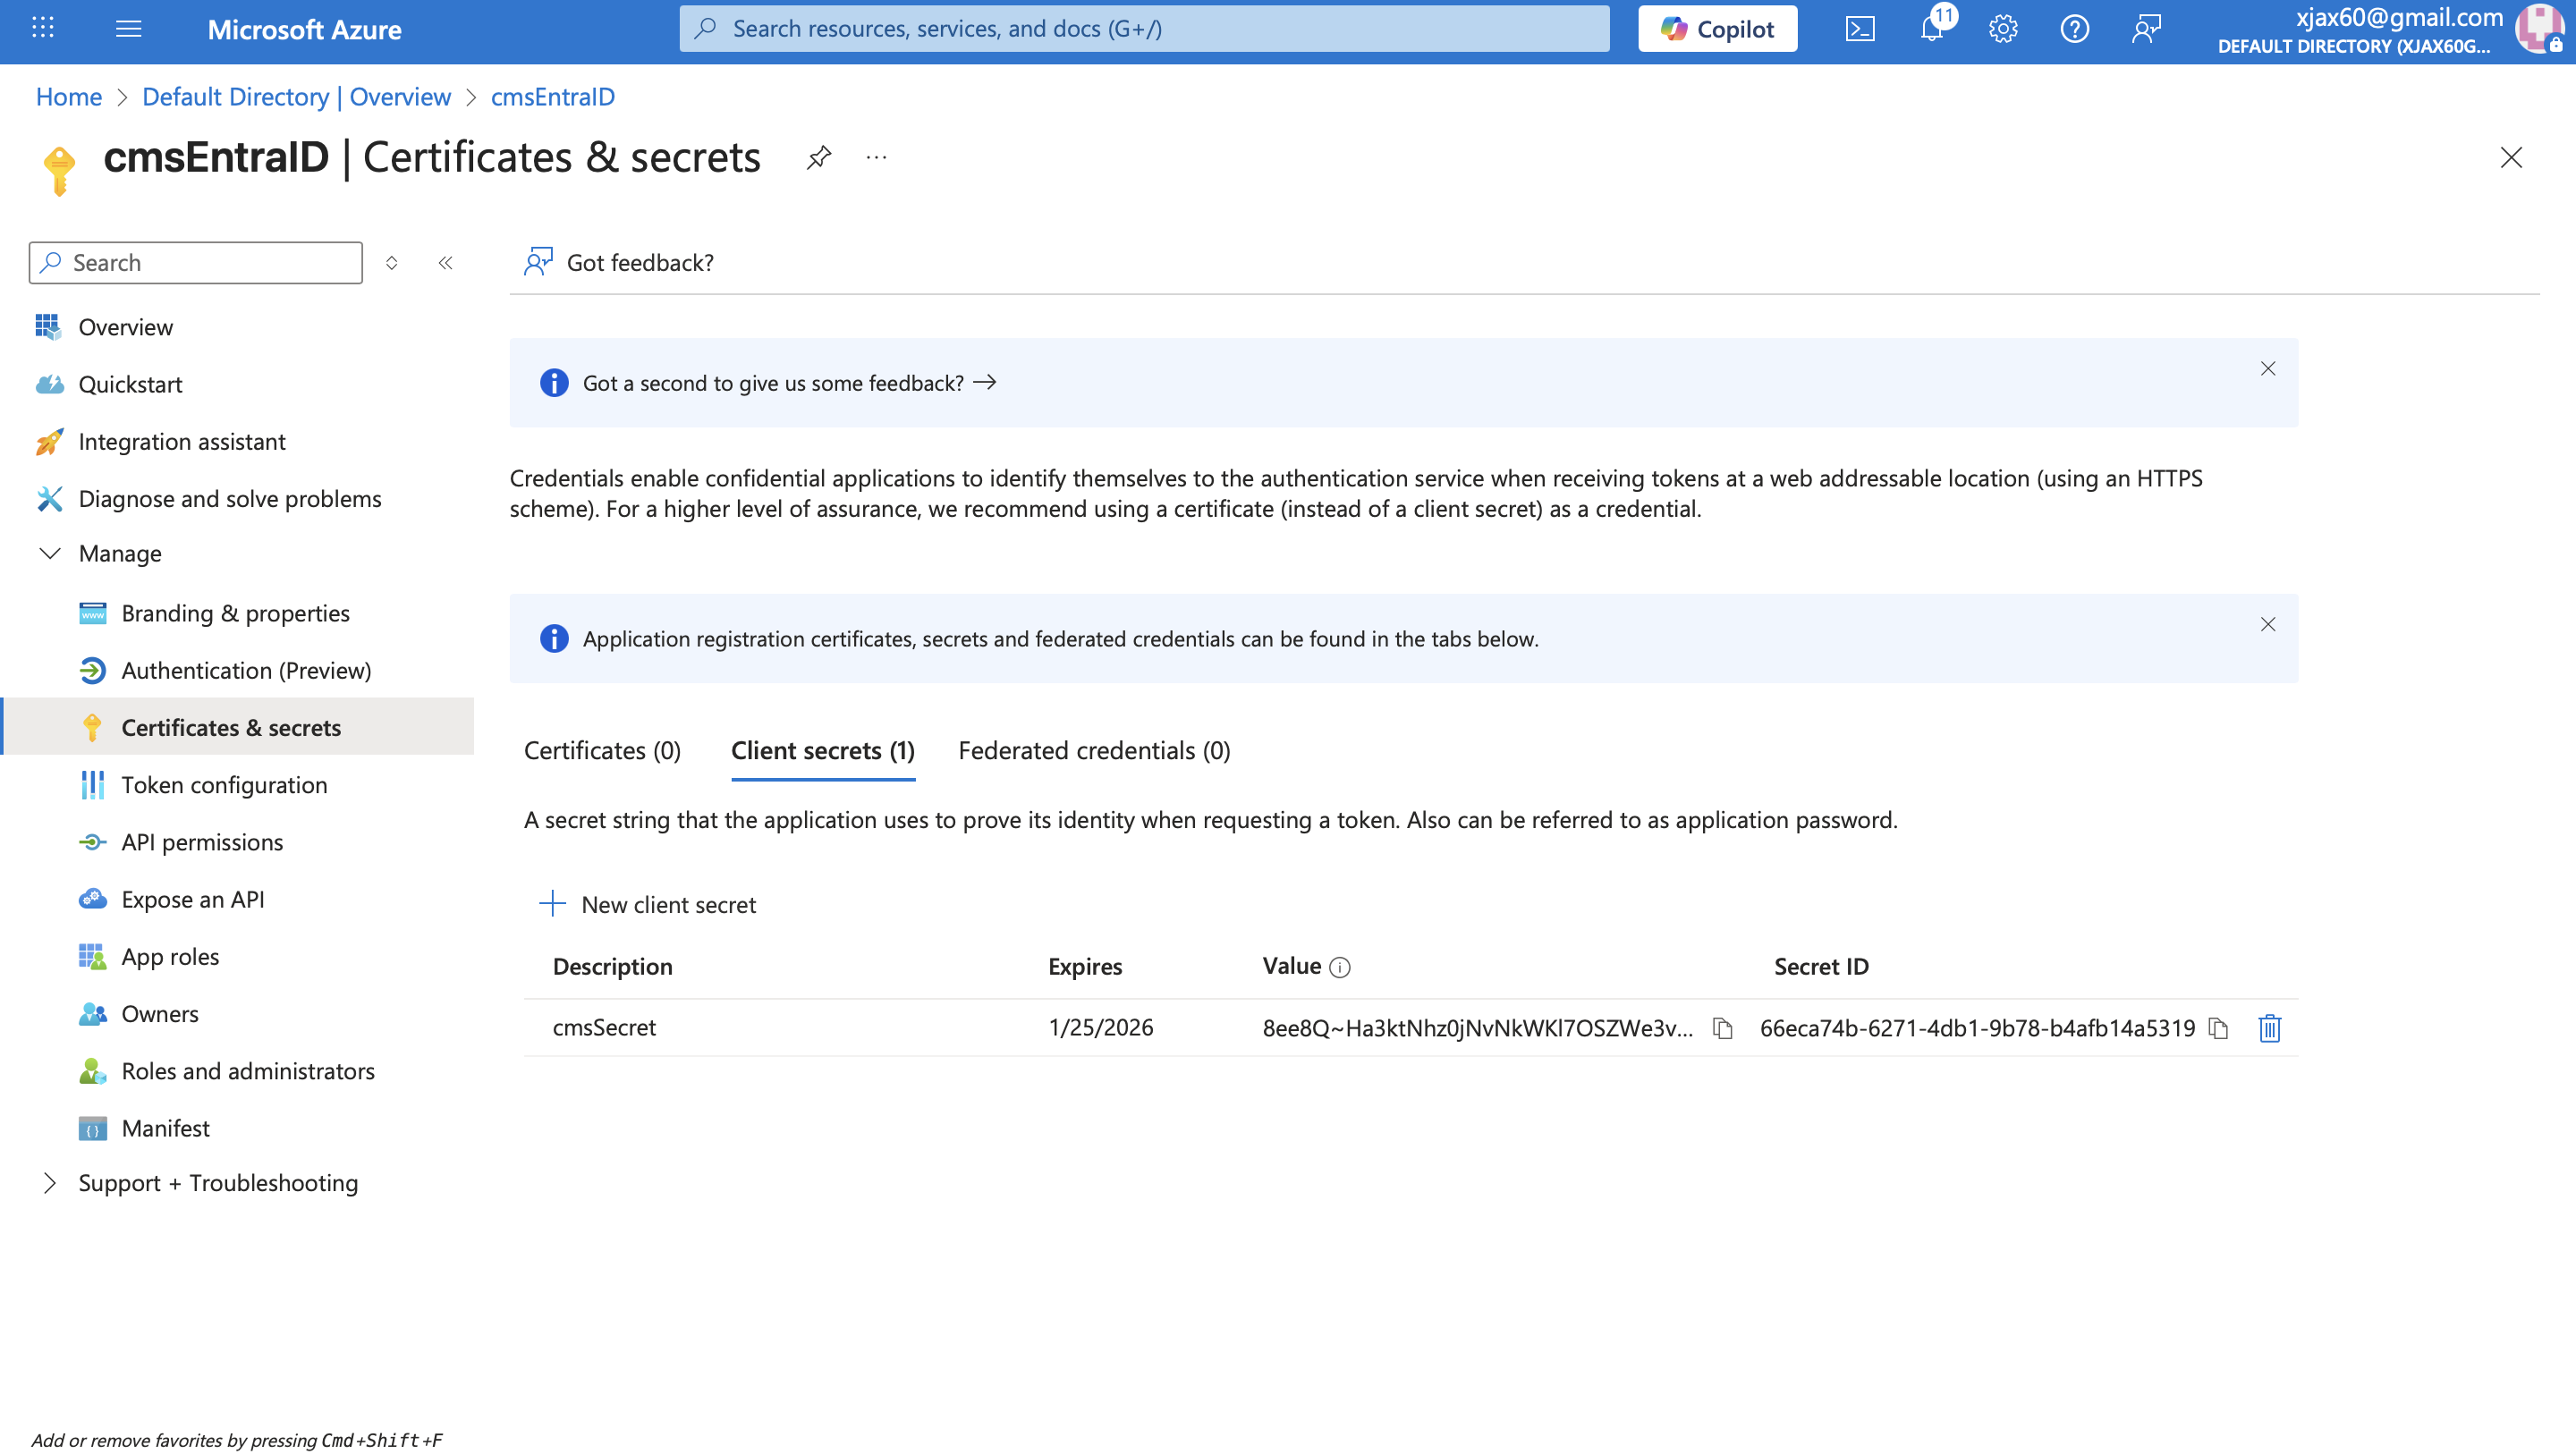 Microsoft Azure
Search resources, services, and docs (G+/)
Copilot
11
xjax60@gmail.com
DEFAULT DIRECTORY (XJAX60G...
Home > Default Directory | Overview > cmsEntraID
cmsEntraID | Certificates & secrets
Search
Got feedback?
Overview
Quickstart
Integration assistant
Diagnose and solve problems
Manage
Branding & properties
Authentication (Preview)
Certificates & secrets
Token configuration
API permissions
Expose an API
App roles
Owners
Roles and administrators
Manifest
Support + Troubleshooting
Got a second to give us some feedback?
Credentials enable confidential applications to identify themselves to the authentication service when receiving tokens at a web addressable location (using an HTTPS
scheme). For a higher level of assurance, we recommend using a certificate (instead of a client secret) as a credential.
Application registration certificates, secrets and federated credentials can be found in the tabs below.
Certificates (0) Client secrets (1) Federated credentials (0)
A secret string that the application uses to prove its identity when requesting a token. Also can be referred to as application password.
New client secret
Description Expires Value Secret ID
cmsSecret 1/25/2026 8ee8Q~Ha3ktNhz0jNvNkWKl7OSZWe3v... 66eca74b-6271-4db1-9b78-b4afb14a5319
Add or remove favorites by pressing Cmd+Shift+F